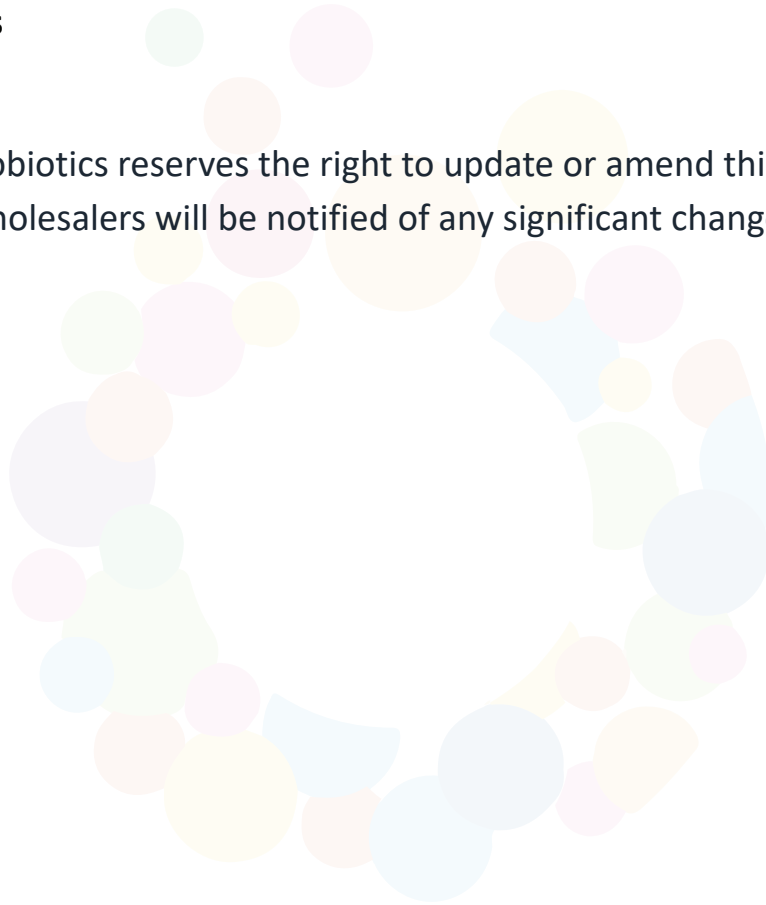 s
obiotics reserves the right to update or amend thi
holesalers will be notified of any significant chang